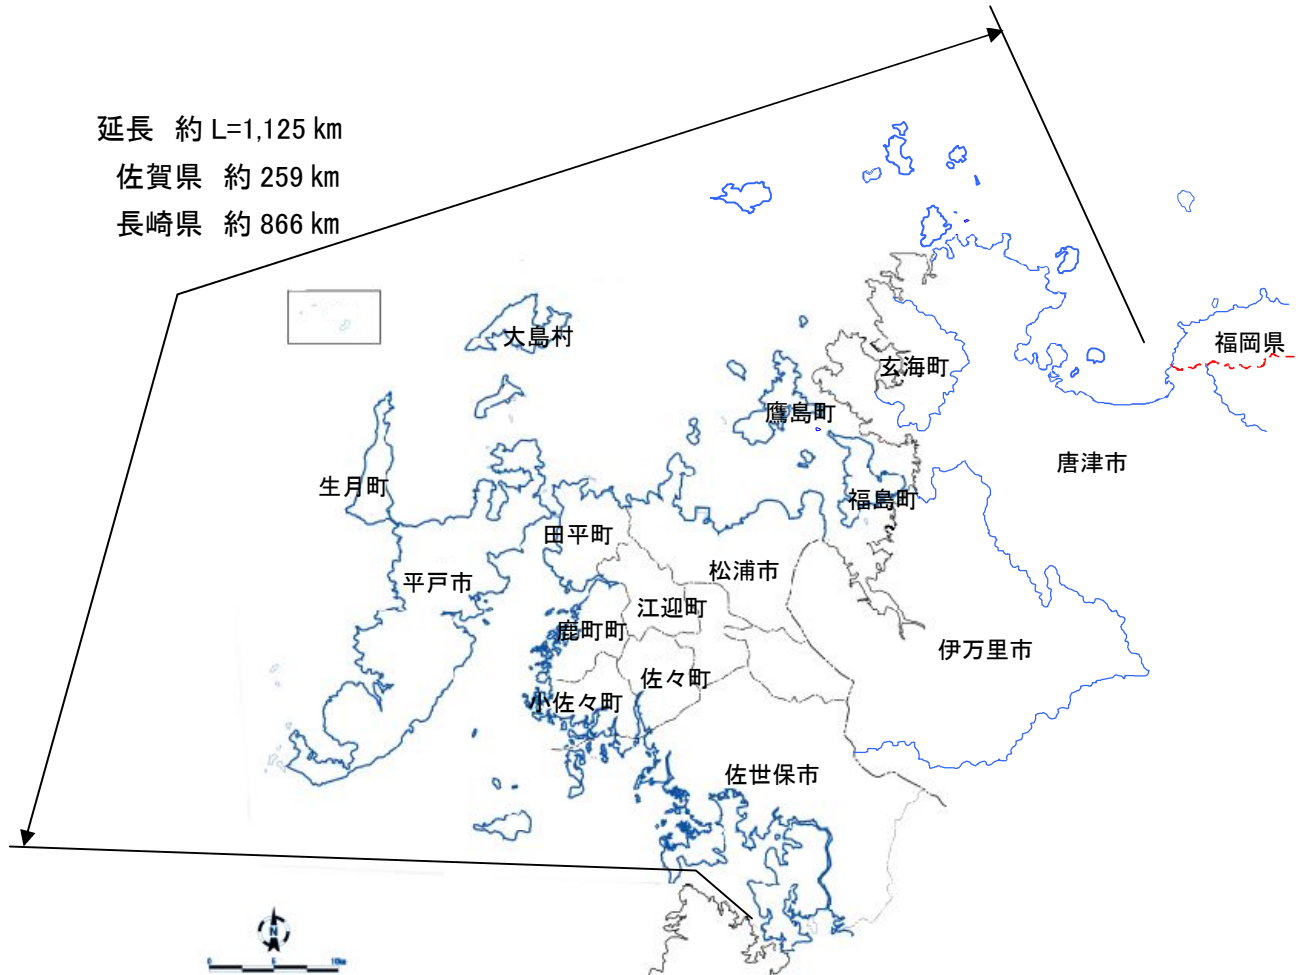 延長 約 L=1,125 km
佐賀県 約 259 km
長崎県 約 866 km
大島村
福岡県
玄海町
鷹島町
唐津市
生月町
福島町
田平町
松浦市
平戸市
江迎町
鹿町町
伊万里市
佐々町
小佐々町
佐世保市
N
0 5 10km